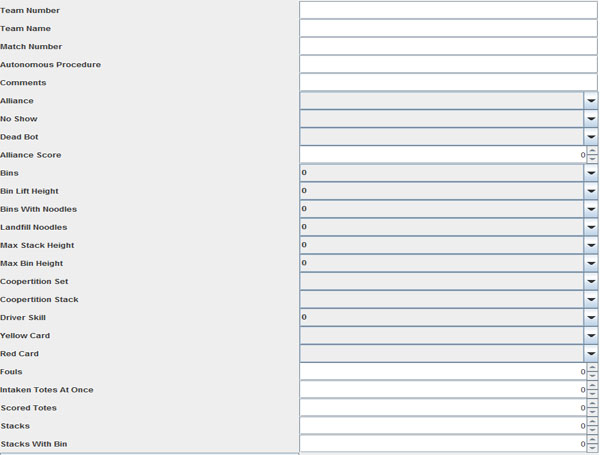 Team Number
Team Name
Match Number
Autonomous Procedure
Comments
Alliance
No Show
Dead Bot
Alliance Score 0
Bins 0
Bin Lift Height 0
Bins With Noodles 0
Landfill Noodles 0
Max Stack Height 0
Max Bin Height 0
Coopertition Set
Coopertition Stack
Driver Skill 0
Yellow Card
Red Card
Fouls 0
Intaken Totes At Once 0
Scored Totes 0
Stacks 0
Stacks With Bin 0